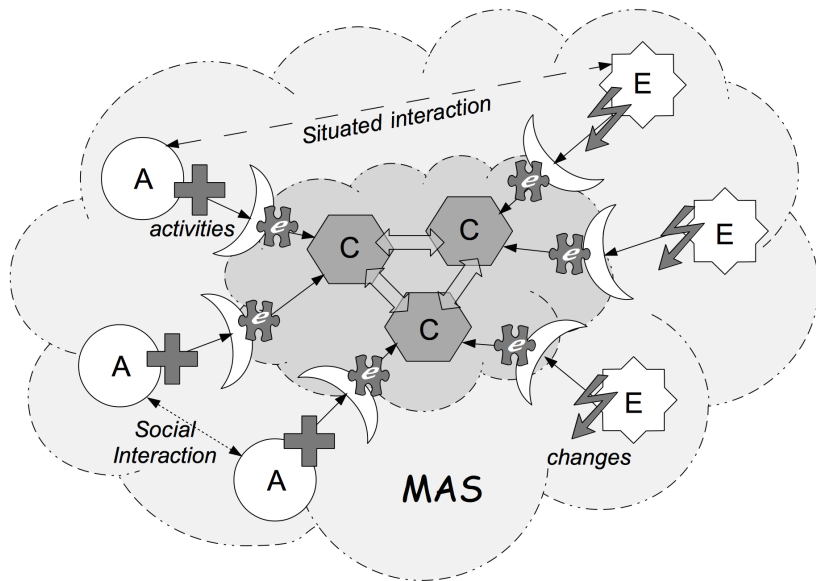 E
Situated interaction
A
e
activities
e
C
C
E
e
e
C
e
A
e
E
Social
Interaction
A
changes
MAS